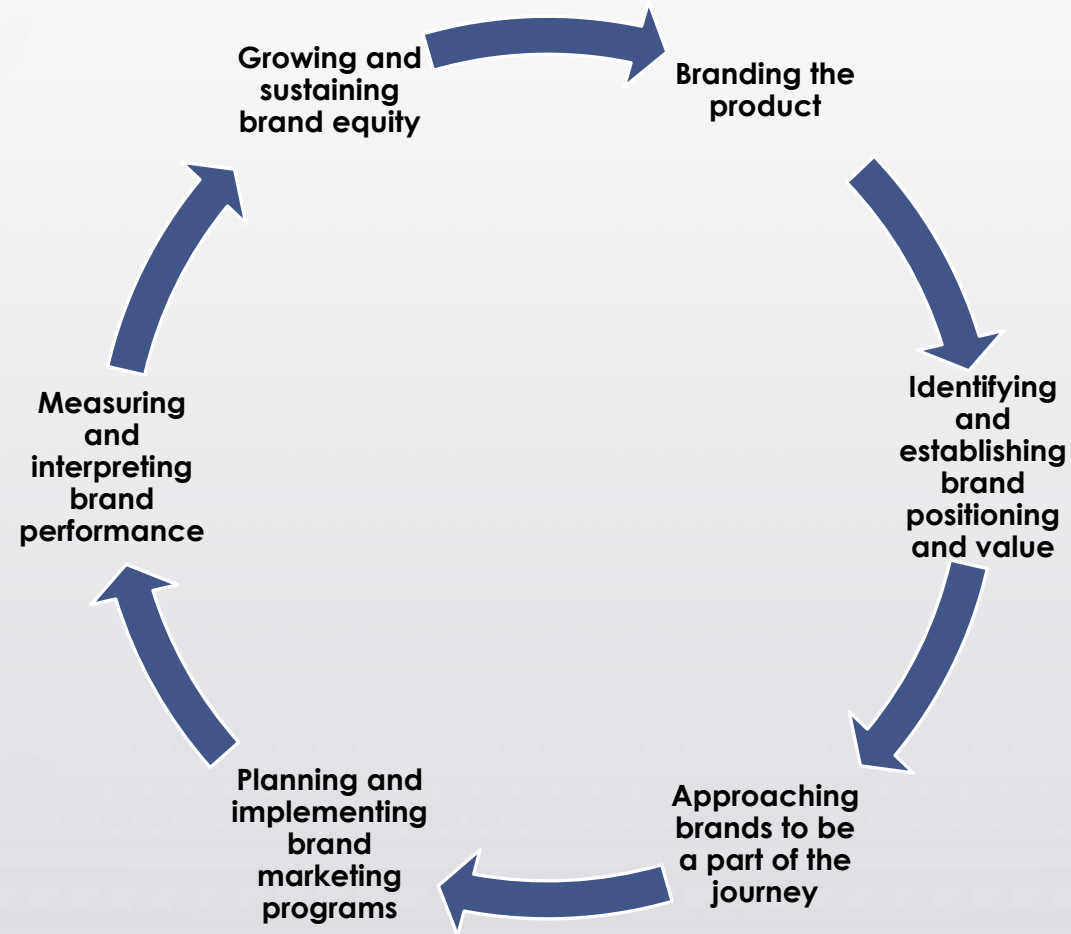 Growing and
sustaining
brand equity
Branding the
product
Identifying
and
establishing
brand
positioning
and value
Approaching
brands to be
a part of the
journey
Planning and
implementing
brand
marketing
programs
Measuring
and
interpreting
brand
performance